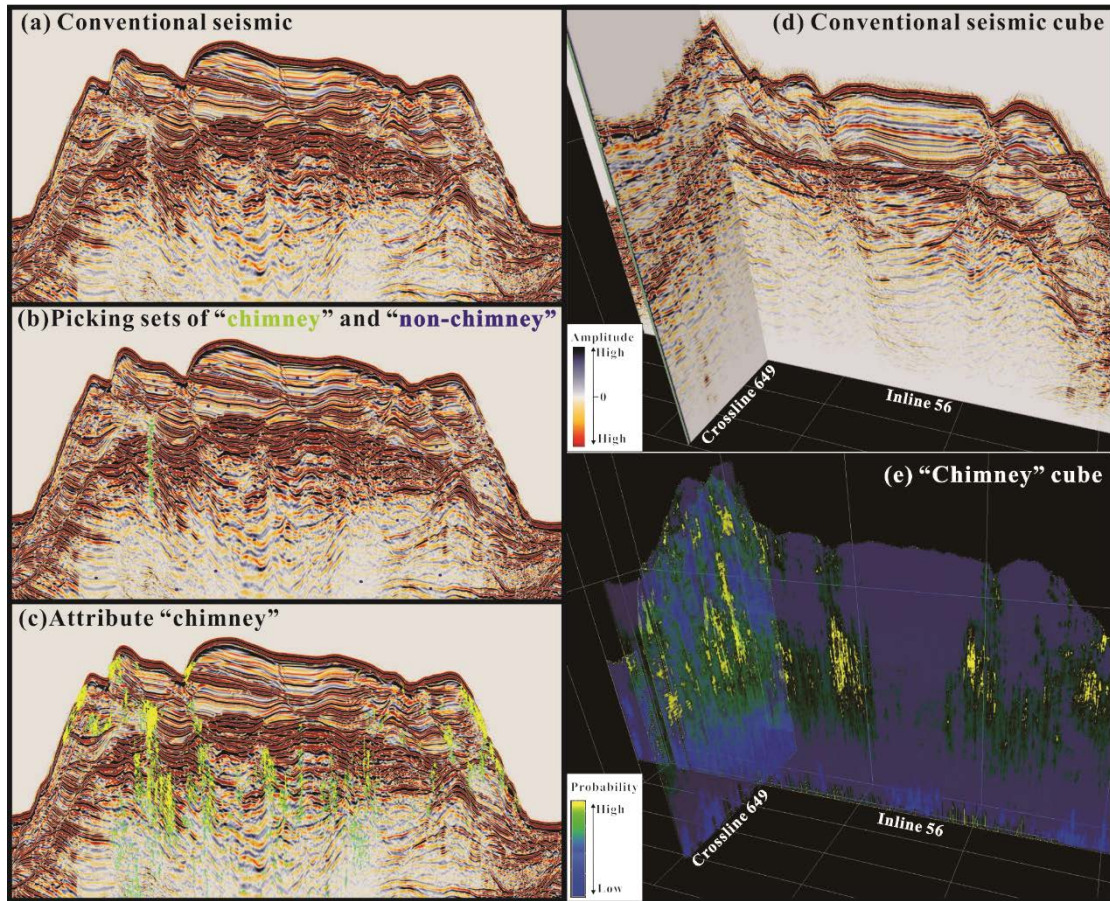 (a) Conventional seismic
(b)Picking sets of “chimney” and “non-chimney”
(c)Attribute “chimney”
(d) Conventional seismic cube
Amplitude
High
0
High
Crossline 649
Inline 56
(e) “Chimney” cube
Probability
High
Low
Crossline 649
Inline 56